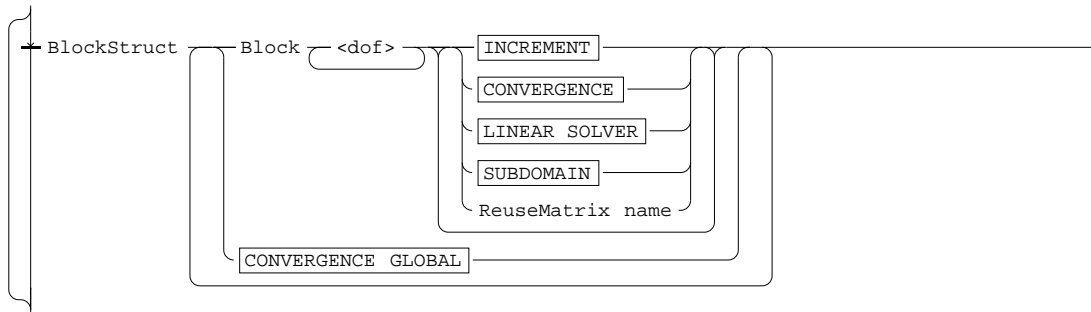 BlockStruct Block <dof> INCREMENT
CONVERGENCE
LINEAR SOLVER
SUBDOMAIN
ReuseMatrix name
CONVERGENCE GLOBAL